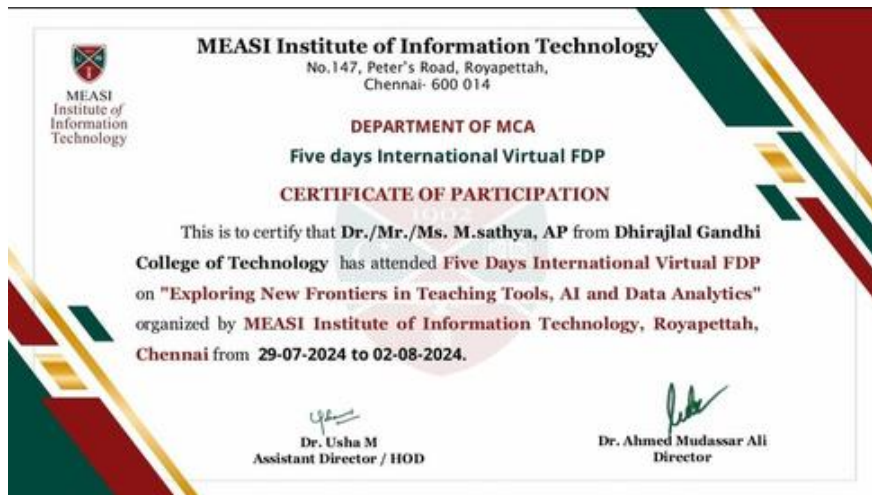 MEASI Institute of Information Technology
No.147, Peter's Road, Royapettah,
Chennai- 600 014
MEASI
Institute of
Information
Technology
DEPARTMENT OF MCA
Five days International Virtual FDP
CERTIFICATE OF PARTICIPATION
1902
This is to certify that Dr./Mr./Ms. M.sathya, AP from Dhirajlal Gandhi
College of Technology has attended Five Days International Virtual FDP
on "Exploring New Frontiers in Teaching Tools, AI and Data Analytics"
organized by MEASI Institute of Information Technology, Royapettah,
Chennai from 29-07-2024 to 02-08-2024.
Dr. Usha M
Assistant Director / HOD
Dr. Ahmed Mudassar Ali
Director